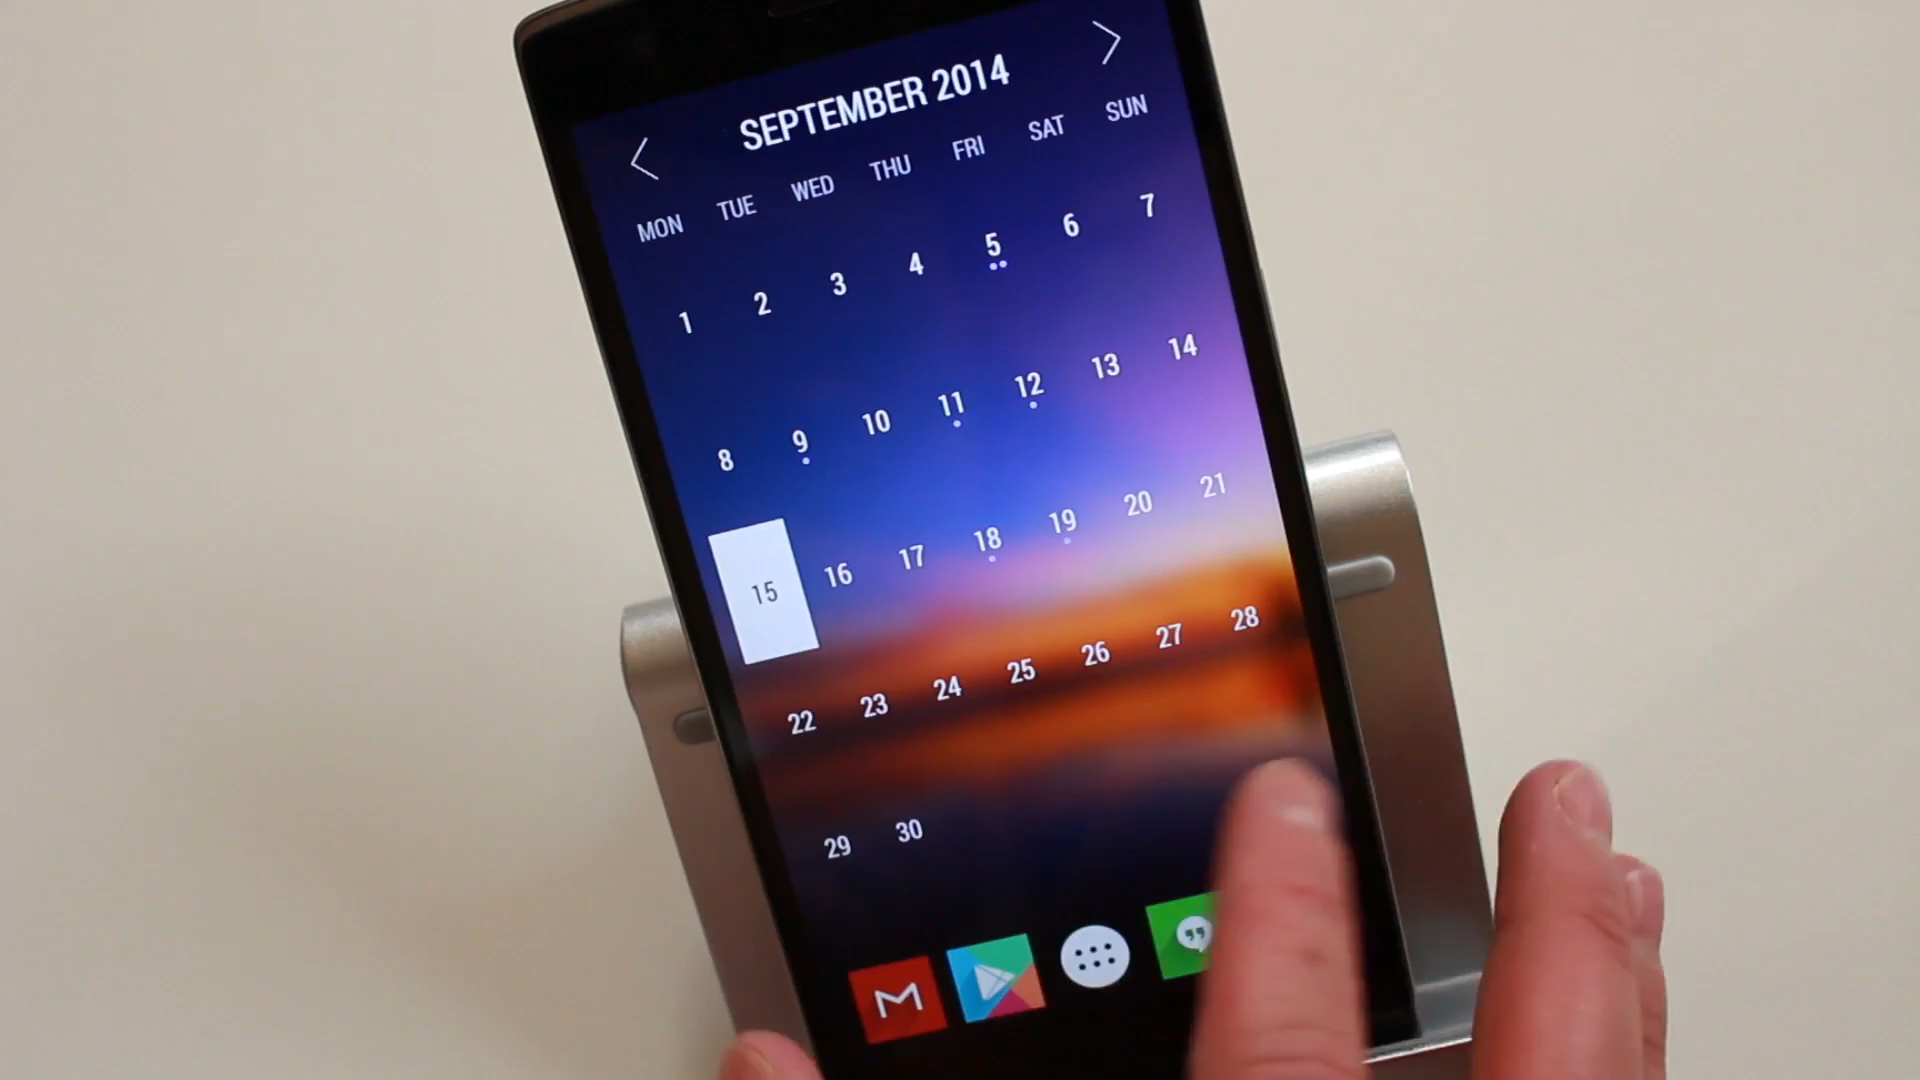 SEPTEMBER 2014
MON TUE WED THU FRI SAT SUN
1 2 3 4 5 6 7
8 9 10 11 12 13 14
15 16 17 18 19 20 21
22 23 24 25 26 27 28
29 30